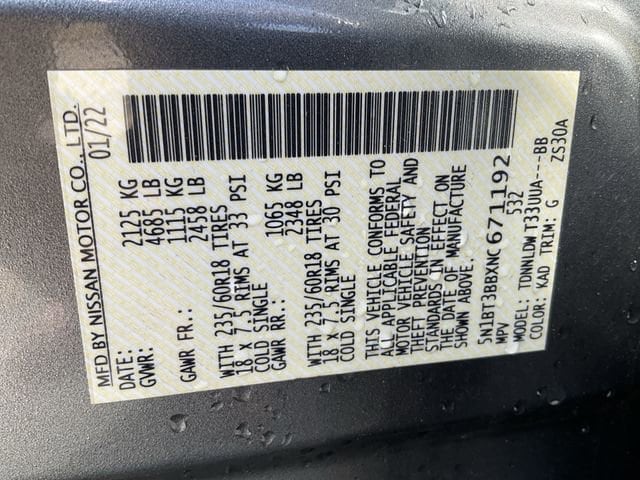 MFD BY NISSAN MOTOR CO., LTD.
DATE: 01/22
GVWR: 2125 KG
4685 LB
GAWR FR.: 1115 KG
2458 LB
WITH 235/60R18 TIRES
18 X 7.5 RIMS AT 33 PSI
COLD SINGLE
GAWR RR.: 1065 KG
2348 LB
WITH 235/60R18 TIRES
18 X 7.5 RIMS AT 30 PSI
COLD SINGLE
THIS VEHICLE CONFORMS TO
ALL APPLICABLE FEDERAL
MOTOR VEHICLE SAFETY AND
THEFT PREVENTION
STANDARDS IN EFFECT ON
THE DATE OF MANUFACTURE
SHOWN ABOVE.
5N1BT3BBXNC671192
MPV 532
MODEL: TDNNLDW T33UUA---BB
COLOR: KAD TRIM: G ZS30A